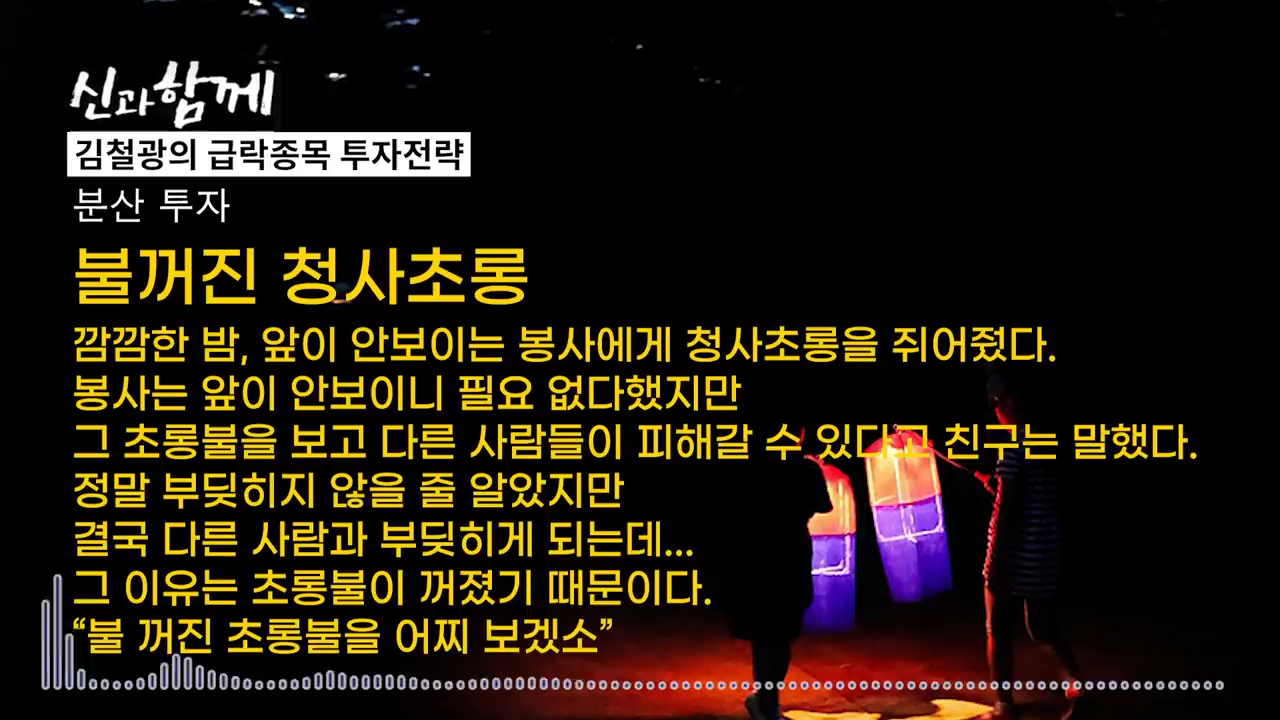 신과함께
김철광의 급락종목 투자전략
분산 투자
불꺼진 청사초롱
깜깜한 밤, 앞이 안보이는 봉사에게 청사초롱을 쥐어줬다.
봉사는 앞이 안보이니 필요 없다했지만
그 초롱불을 보고 다른 사람들이 피해갈 수 있다고 친구는 말했다.
정말 부딪히지 않을 줄 알았지만
결국 다른 사람과 부딪히게 되는데...
그 이유는 초롱불이 꺼졌기 때문이다.
“불 꺼진 초롱불을 어찌 보겠소”